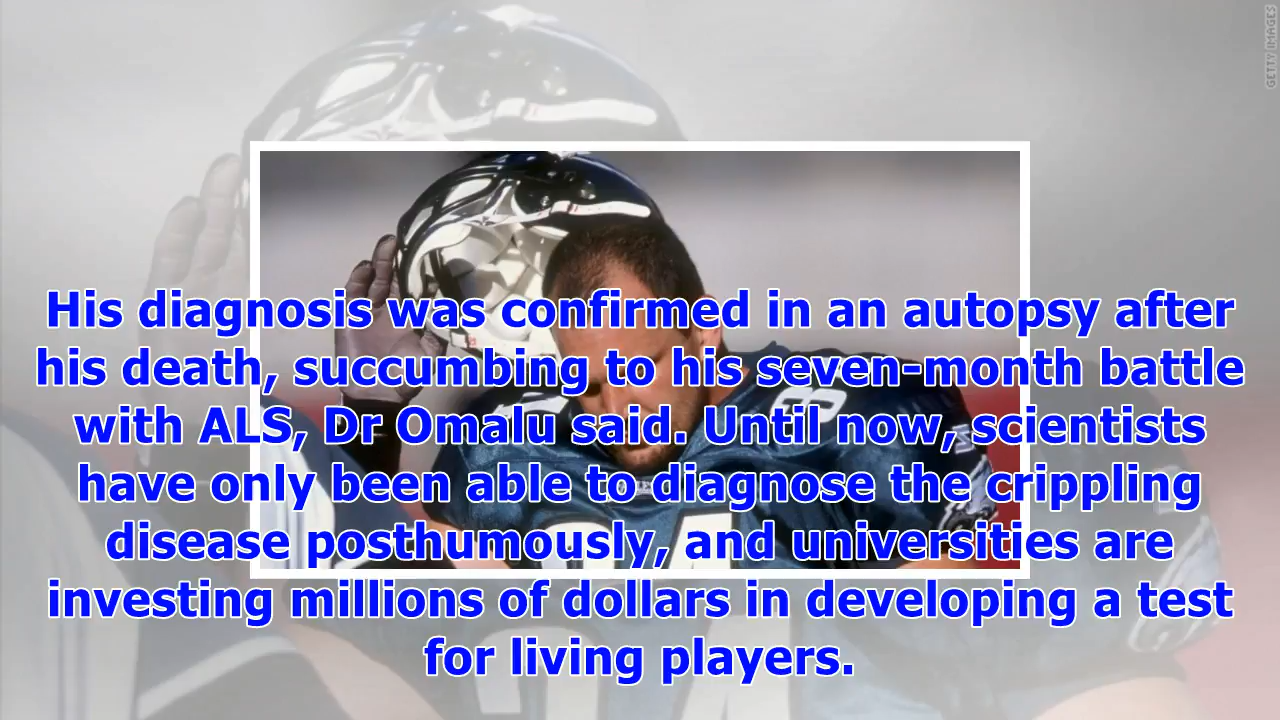 GETTY IMAGES
His diagnosis was confirmed in an autopsy after
his death, succumbing to his seven-month battle
with ALS, Dr Omalu said. Until now, scientists
have only been able to diagnose the crippling
disease posthumously, and universities are
investing millions of dollars in developing a test
for living players.